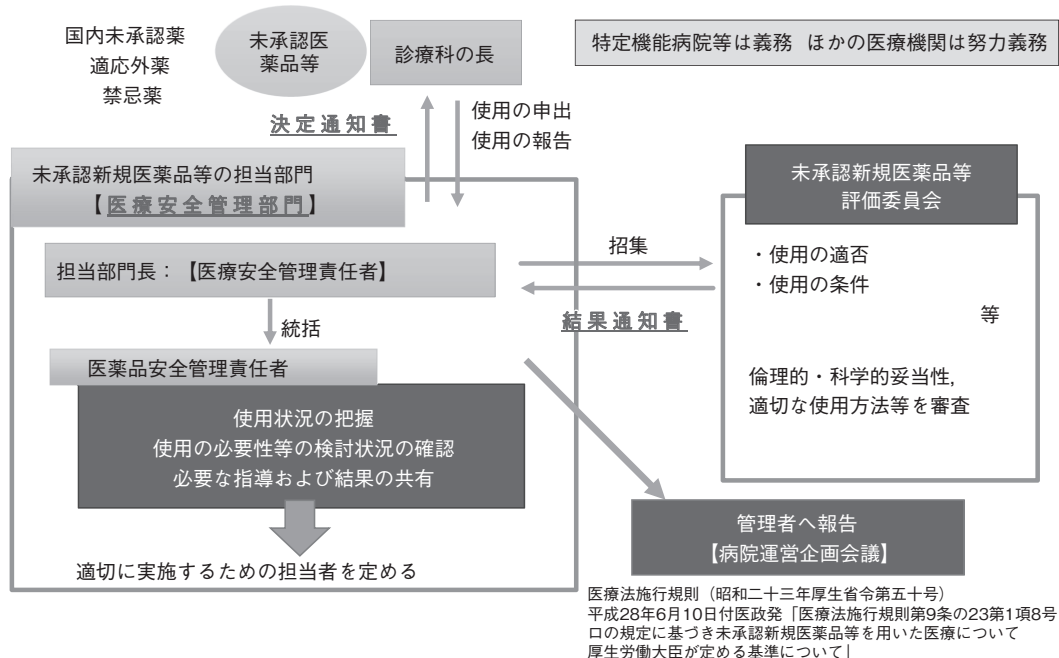 国内未承認薬
適応外薬
禁忌薬
未承認医
薬品等
診療科の長
特定機能病院等は義務 ほかの医療機関は努力義務
決定通知書
使用の申出
使用の報告
未承認新規医薬品等の担当部門
【医療安全管理部門】
担当部門長：【医療安全管理責任者】
統括
医薬品安全管理責任者
使用状況の把握
使用の必要性等の検討状況の確認
必要な指導および結果の共有
適切に実施するための担当者を定める
招集
結果通知書
未承認新規医薬品等
評価委員会
・使用の適否
・使用の条件
等
倫理的・科学的妥当性，
適切な使用方法等を審査
管理者へ報告
【病院運営企画会議】
医療法施行規則（昭和二十三年厚生省令第五十号）
平成28年6月10日付医政発「医療法施行規則第9条の23第1項8号
ロの規定に基づき未承認新規医薬品等を用いた医療について
厚生労働大臣が定める基準について」